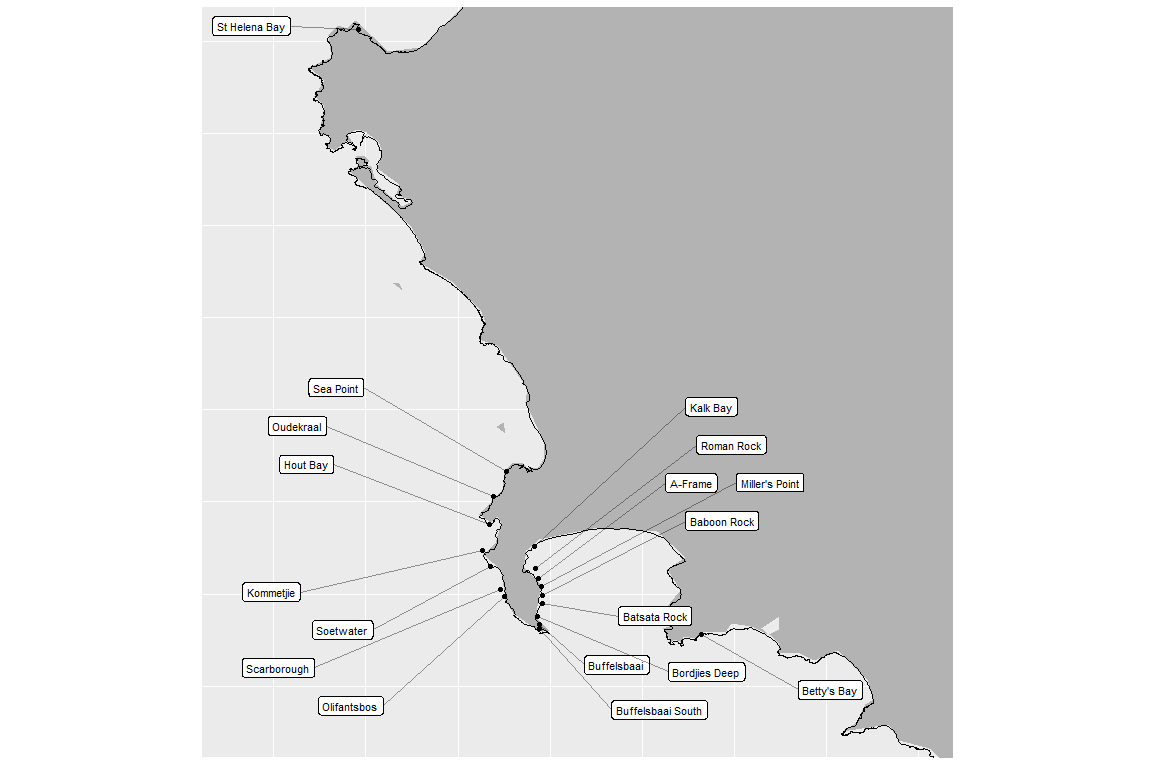 St Helena Bay
Sea Point
Kalk Bay
Oudekraal
Roman Rock
Hout Bay
A-Frame
Miller's Point
Baboon Rock
Kommetjie
Batsata Rock
Soetwater
Buffelsbaai
Scarborough
Bordjies Deep
Betty's Bay
Olifantsbos
Buffelsbaai South